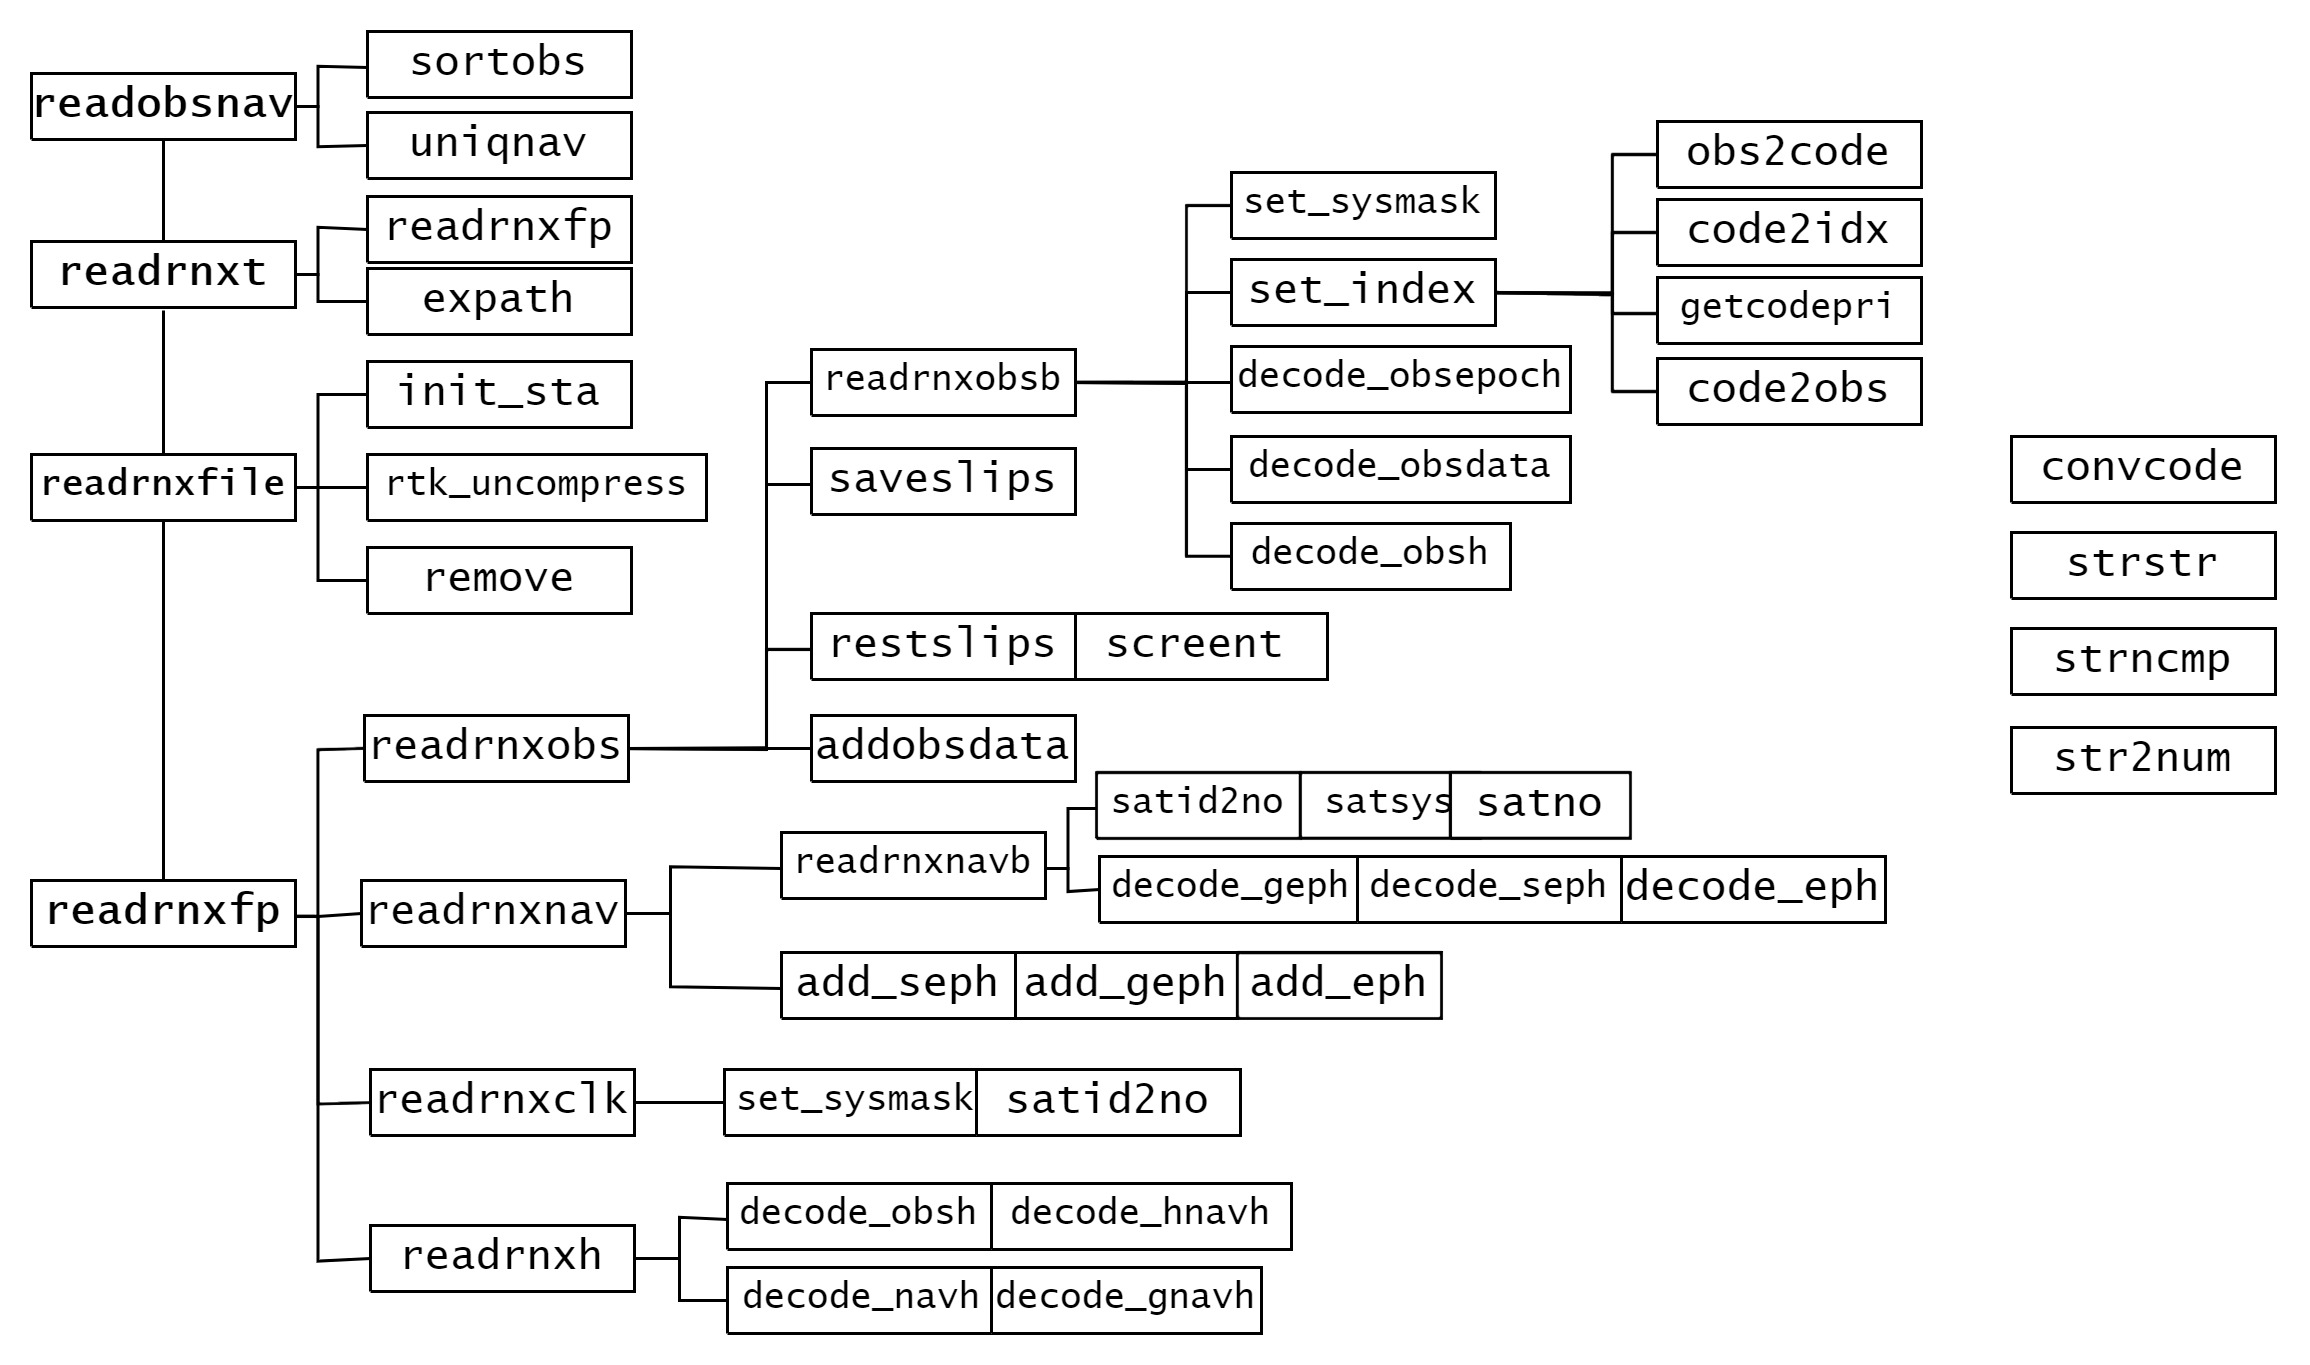 readobsnav
sortobs
uniqnav
readrnxt
readrnxfp
expath
readrnxfile
init_sta
rtk_uncompress
remove
readrnxfp
readrnxobs
readrnxobsb
set_sysmask
set_index
obs2code
code2idx
getcodepri
code2obs
decode_obsepoch
decode_obsdata
decode_obsh
saveslips
restslips screent
addobsdata
readrnxnav
readrnxnavb
satid2no satsys satno
decode_geph decode_seph decode_eph
add_seph add_geph add_eph
readrnxclk
set_sysmask satid2no
readrnxh
decode_obsh decode_hnavh
decode_navh decode_gnavh
convcode
strstr
strncmp
str2num